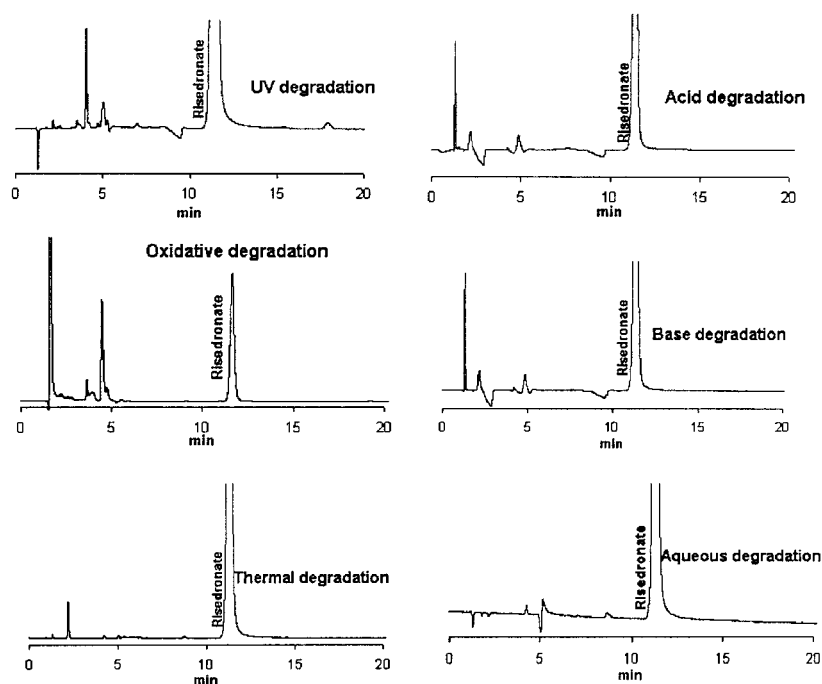 Risedronate
UV degradation
0 5 10 15 20
min
Risedronate
Acid degradation
0 5 10 15 20
min
Oxidative degradation
Risedronate
0 5 10 15 20
min
Risedronate
Base degradation
0 5 10 15 20
min
Risedronate
Thermal degradation
0 5 10 15 20
min
Risedronate
Aqueous degradation
0 5 10 15 20
min